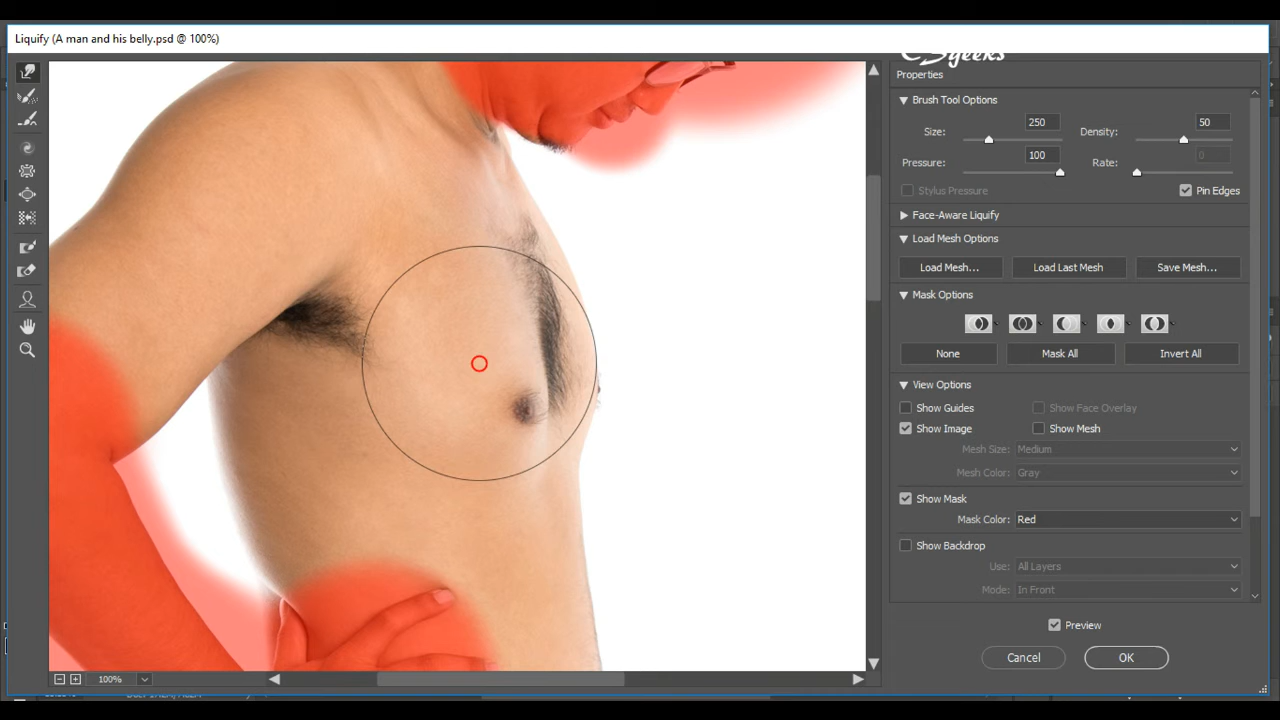 Liquify (A man and his belly.psd @ 100%)
Properties
Brush Tool Options
Size: 250 Density: 50
Pressure: 100 Rate: 0
Stylus Pressure Pin Edges
Face-Aware Liquify
Load Mesh Options
Load Mesh... Load Last Mesh Save Mesh...
Mask Options
None Mask All Invert All
View Options
Show Guides Show Face Overlay
Show Image Show Mesh
Mesh Size: Medium
Mesh Color: Gray
Show Mask
Mask Color: Red
Show Backdrop
Use: All Layers
Mode: In Front
Preview
Cancel OK
100%